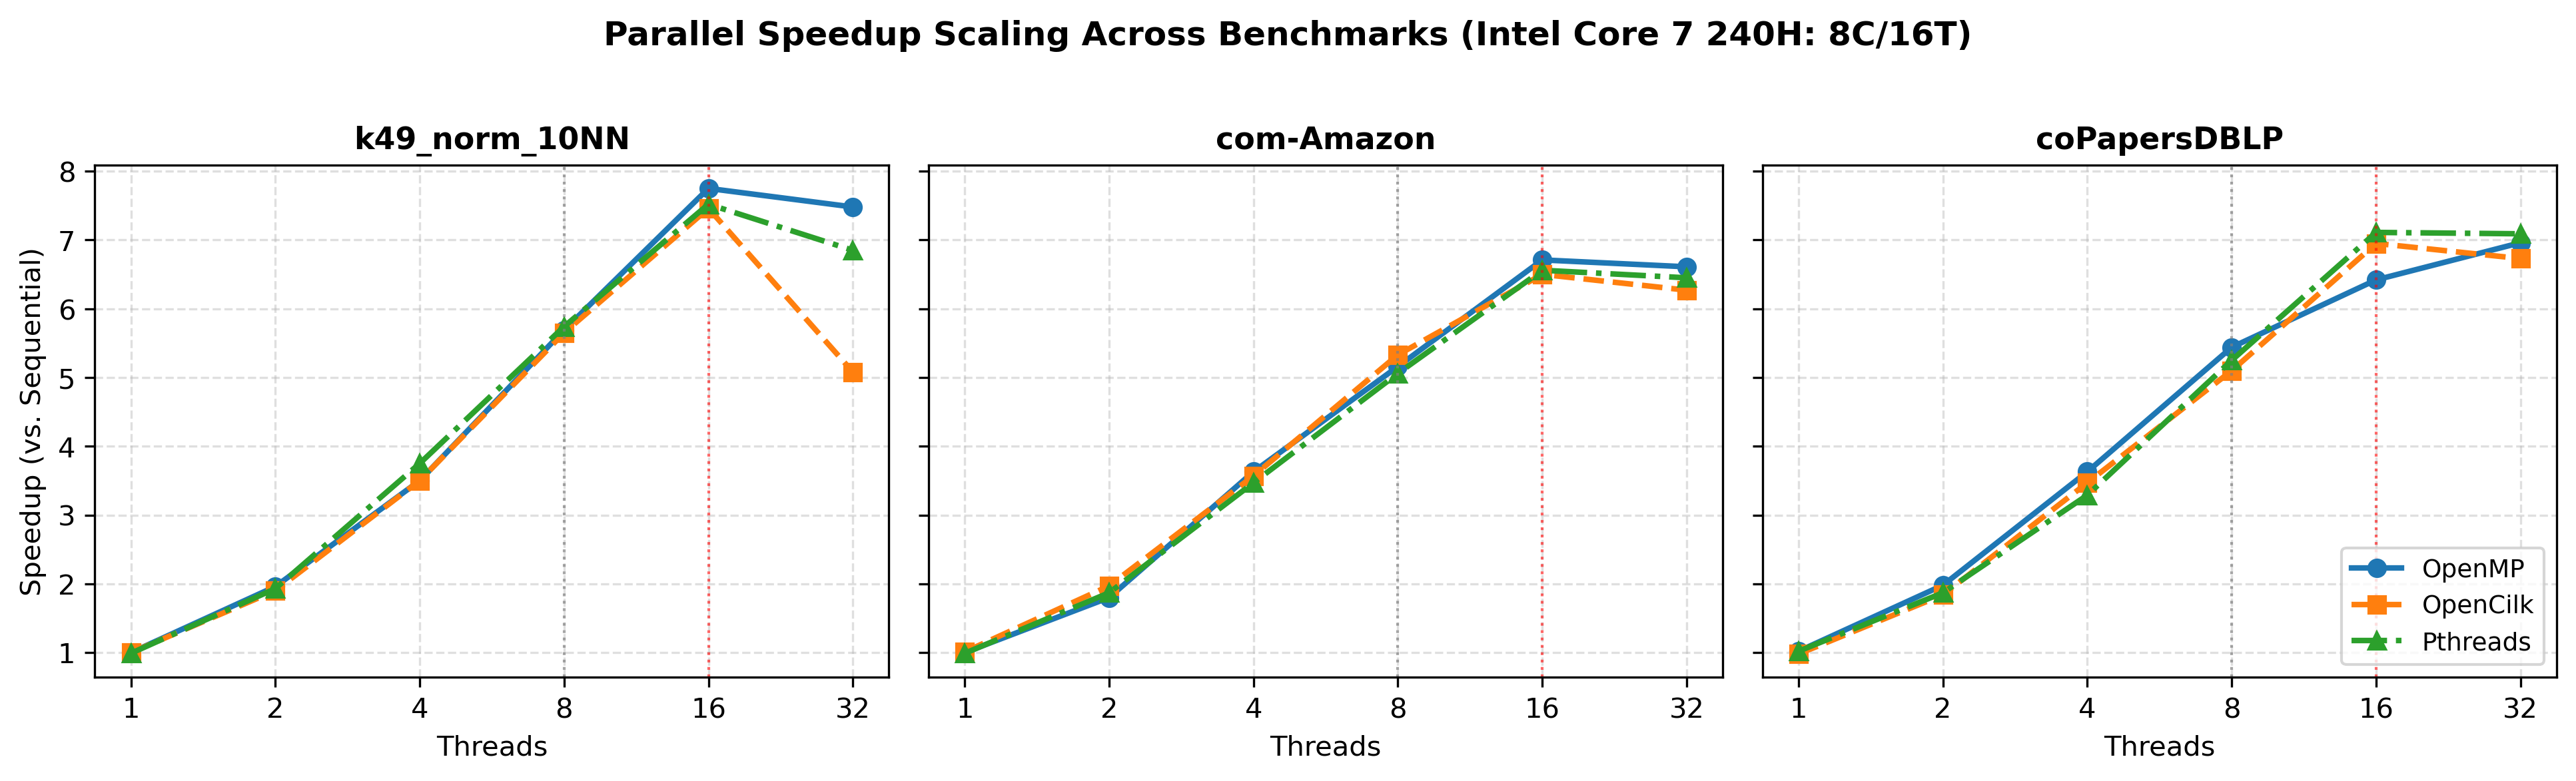 Parallel Speedup Scaling Across Benchmarks (Intel Core 7 240H: 8C/16T)
k49_norm_10NN
com-Amazon
coPapersDBLP
Speedup (vs. Sequential)
8
7
6
5
4
3
2
1
1 2 4 8 16 32
1 2 4 8 16 32
1 2 4 8 16 32
Threads
Threads
Threads
OpenMP
OpenCilk
Pthreads